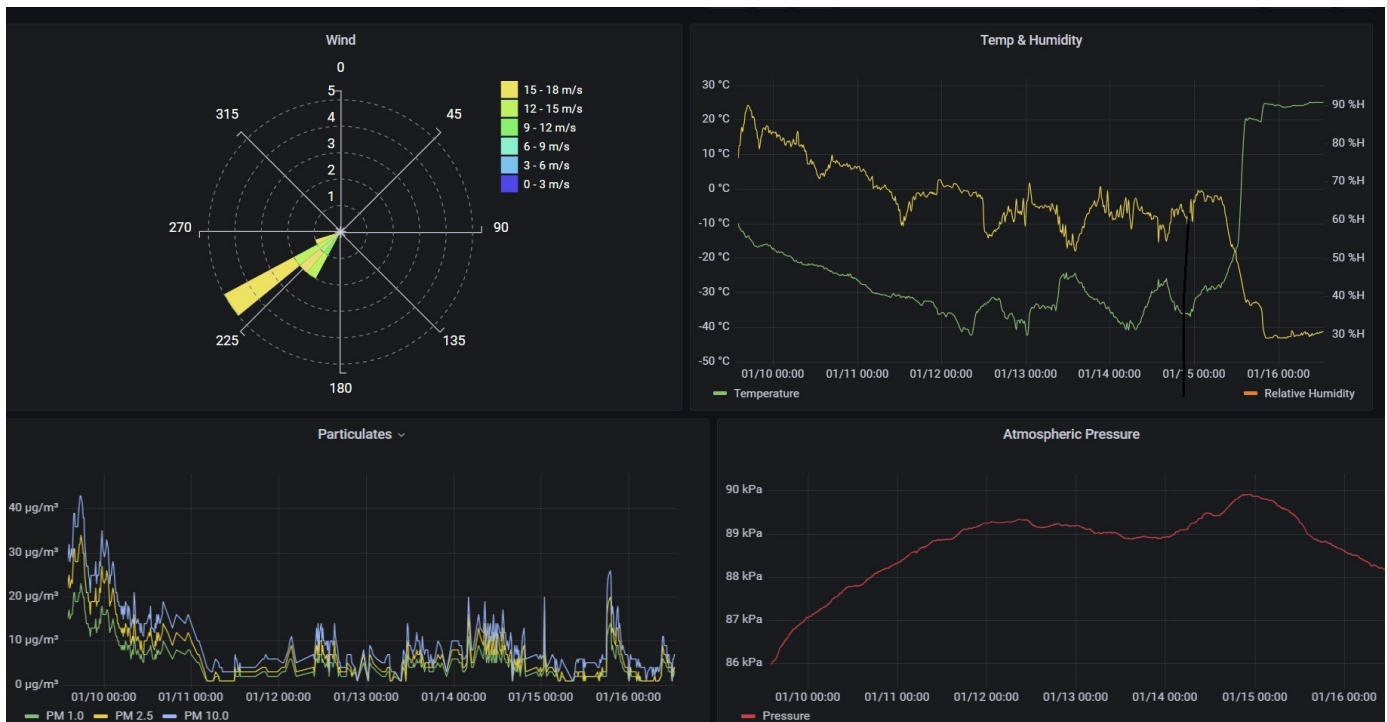 Wind
0
45
90
135
180
225
270
315
5
4
3
2
1
15 - 18 m/s
12 - 15 m/s
9 - 12 m/s
6 - 9 m/s
3 - 6 m/s
0 - 3 m/s
Temp & Humidity
30 °C
20 °C
10 °C
0 °C
-10 °C
-20 °C
-30 °C
-40 °C
-50 °C
90 %H
80 %H
70 %H
60 %H
50 %H
40 %H
30 %H
01/10 00:00 01/11 00:00 01/12 00:00 01/13 00:00 01/14 00:00 01/15 00:00 01/16 00:00
Temperature Relative Humidity
Particulates
40 µg/m³
30 µg/m³
20 µg/m³
10 µg/m³
0 µg/m³
01/10 00:00 01/11 00:00 01/12 00:00 01/13 00:00 01/14 00:00 01/15 00:00 01/16 00:00
PM 1.0 PM 2.5 PM 10.0
Atmospheric Pressure
90 kPa
89 kPa
88 kPa
87 kPa
86 kPa
01/10 00:00 01/11 00:00 01/12 00:00 01/13 00:00 01/14 00:00 01/15 00:00 01/16 00:00
Pressure